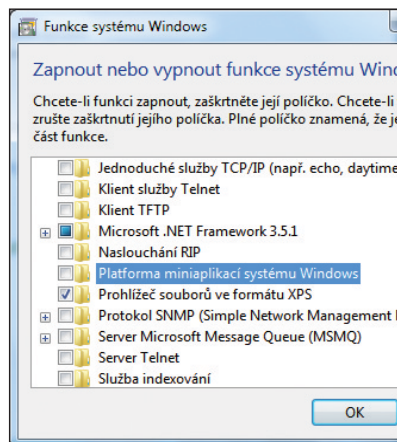 Funkce systému Windows
Zapnout nebo vypnout funkce systému Wind
Chcete-li funkci zapnout, zaškrtněte její políčko. Chcete-li
zrušte zaškrtnutí jejího políčka. Plné políčko znamená, že je
část funkce.
Jednoduché služby TCP/IP (např. echo, daytime
Klient služby Telnet
Klient TFTP
Microsoft .NET Framework 3.5.1
Naslouchání RIP
Platforma miniaplikací systému Windows
Prohlížeč souborů ve formátu XPS
Protokol SNMP (Simple Network Management
Server Microsoft Message Queue (MSMQ)
Server Telnet
Služba indexování
OK